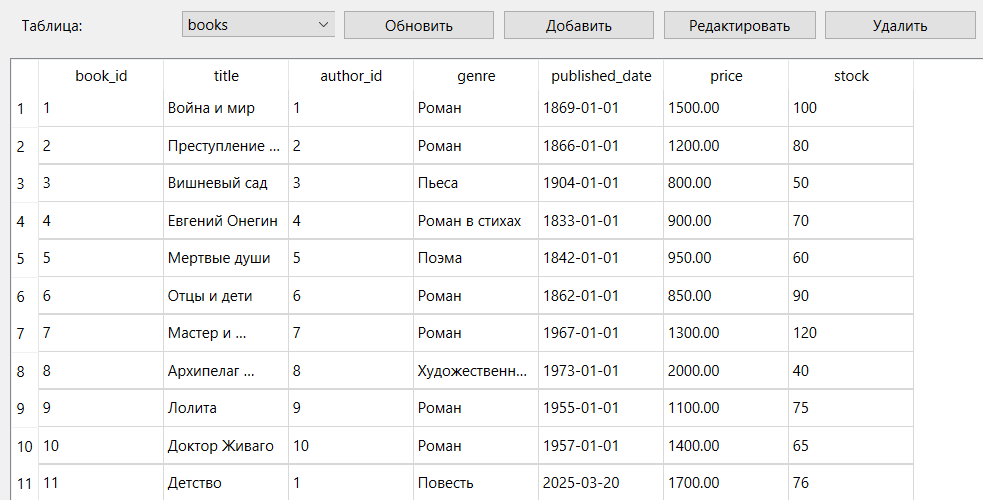 Таблица: books Обновить Добавить Редактировать Удалить
book_id title author_id genre published_date price stock
1 1 Война и мир 1 Роман 1869-01-01 1500.00 100
2 2 Преступление ... 2 Роман 1866-01-01 1200.00 80
3 3 Вишневый сад 3 Пьеса 1904-01-01 800.00 50
4 4 Евгений Онегин 4 Роман в стихах 1833-01-01 900.00 70
5 5 Мертвые души 5 Поэма 1842-01-01 950.00 60
6 6 Отцы и дети 6 Роман 1862-01-01 850.00 90
7 7 Мастер и ... 7 Роман 1967-01-01 1300.00 120
8 8 Архипелаг ... 8 Художественн... 1973-01-01 2000.00 40
9 9 Лолита 9 Роман 1955-01-01 1100.00 75
10 10 Доктор Живаго 10 Роман 1957-01-01 1400.00 65
11 11 Детство 1 Повесть 2025-03-20 1700.00 76